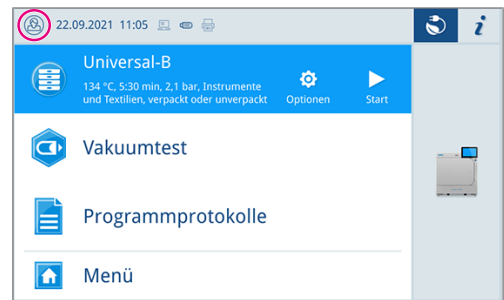 22.09.2021 11:05
i
Universal-B
134 °C, 5:30 min, 2,1 bar, Instrumente
und Textilien, verpackt oder unverpackt
Optionen
Start
Vakuumtest
Programmprotokolle
Menü